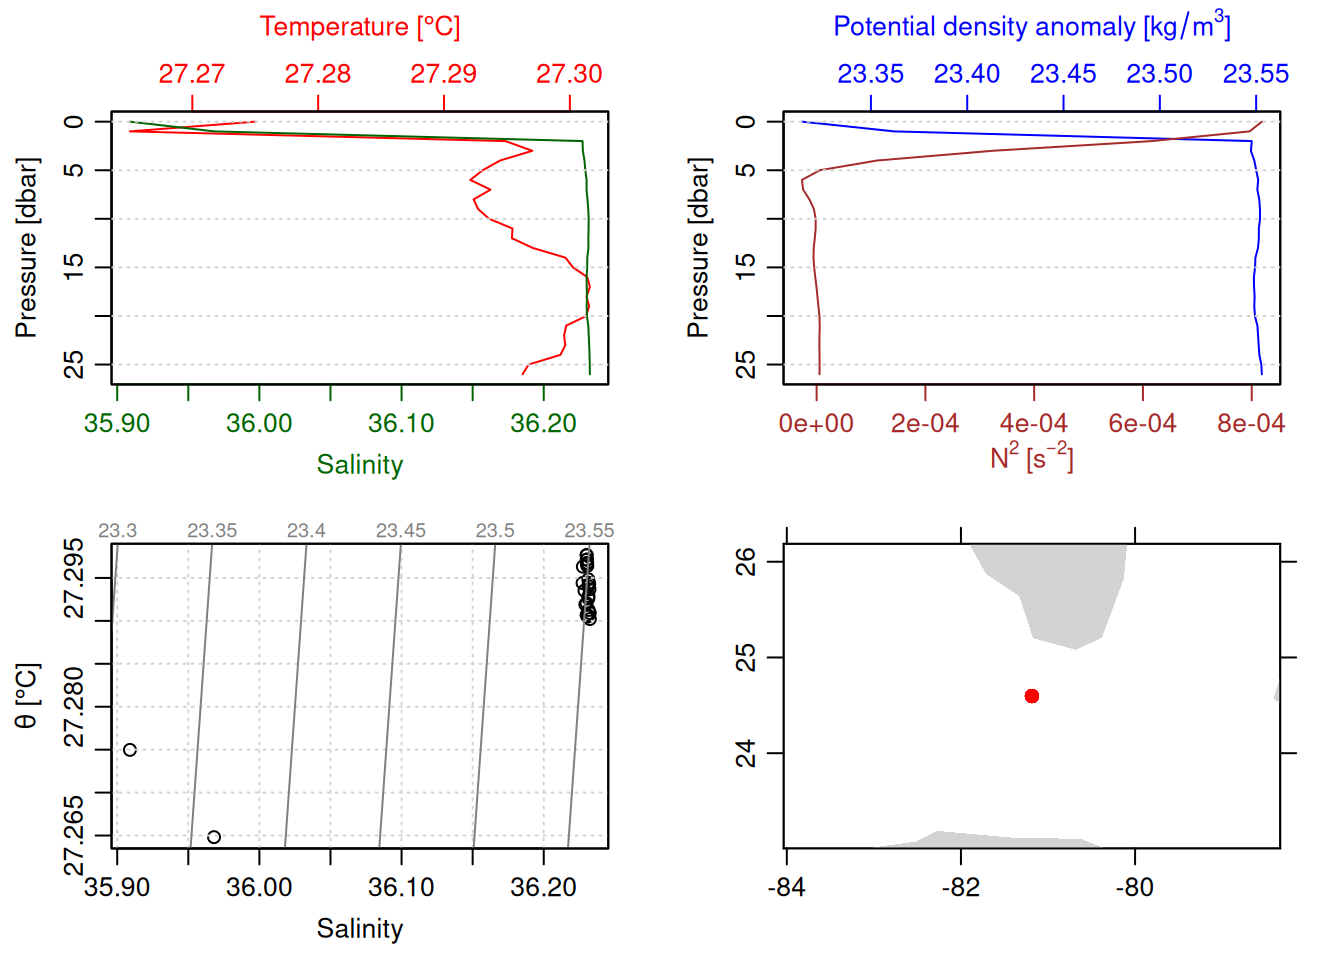 Temperature [°C]
27.27 27.28 27.29 27.30
Pressure [dbar]
0
5
15
25
35.90 36.00 36.10 36.20
Salinity
Potential density anomaly [kg/m³]
23.35 23.40 23.45 23.50 23.55
Pressure [dbar]
0
5
15
25
0e+00 2e-04 4e-04 6e-04 8e-04
N² [s⁻²]
23.3 23.35 23.4 23.45 23.5 23.55
θ [°C]
27.295
27.280
27.265
35.90 36.00 36.10 36.20
Salinity
26
25
24
-84 -82 -80